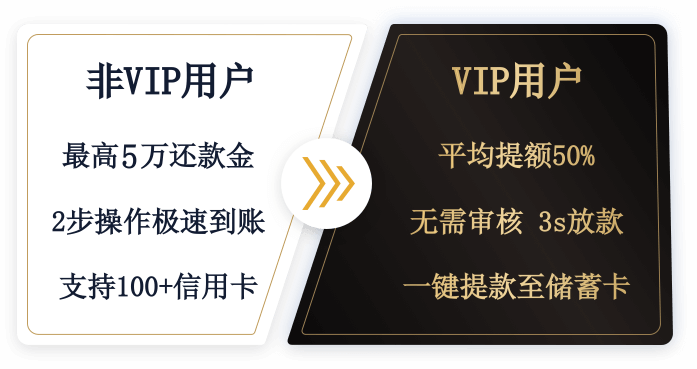 非VIP用户
最高5万还款金
2步操作极速到账
支持100+信用卡
VIP用户
平均提额50%
无需审核 3s放款
一键提款至储蓄卡